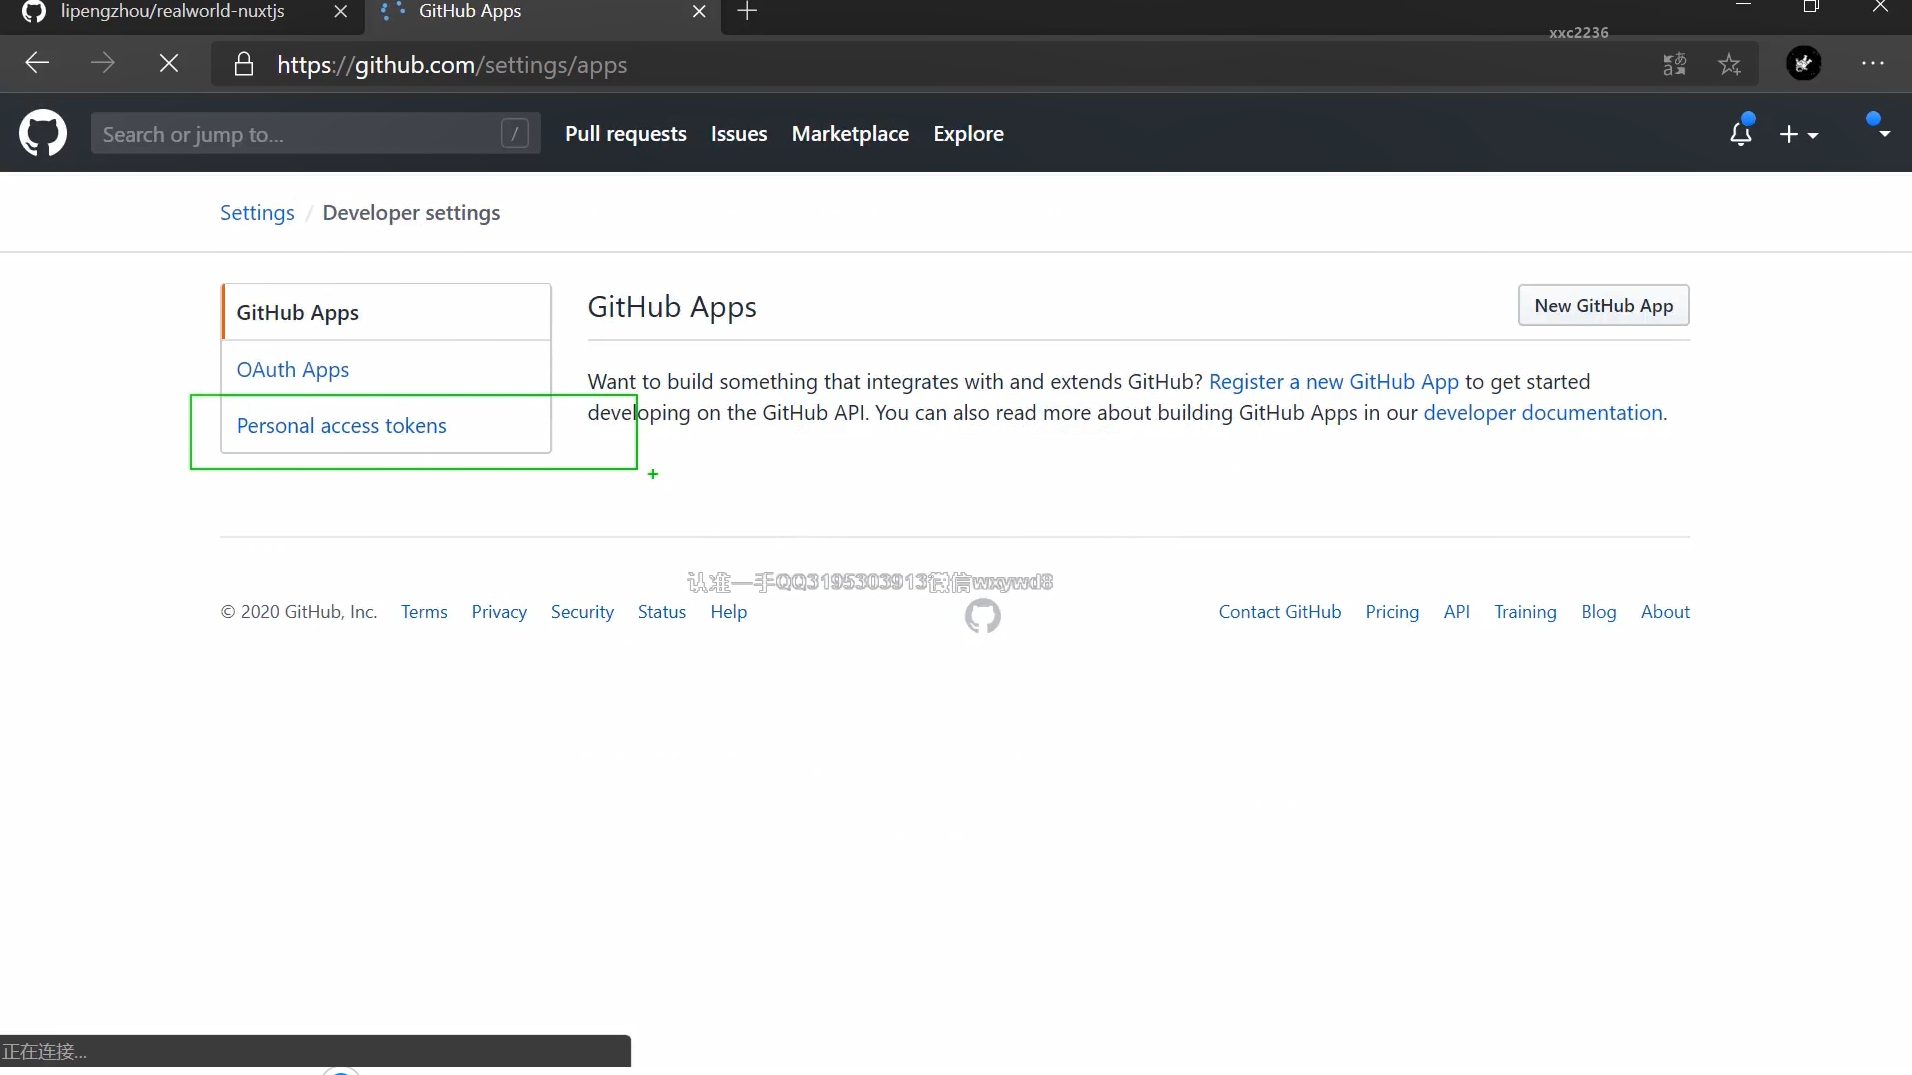 lipengzhou/realworld-nuxtjs
GitHub Apps
xxc2236
https://github.com/settings/apps
Search or jump to...
/
Pull requests
Issues
Marketplace
Explore
Settings / Developer settings
GitHub Apps
OAuth Apps
Personal access tokens
GitHub Apps
New GitHub App
Want to build something that integrates with and extends GitHub? Register a new GitHub App to get started
developing on the GitHub API. You can also read more about building GitHub Apps in our developer documentation.
认准一手QQ3195303913微信wxywd8
© 2020 GitHub, Inc.
Terms
Privacy
Security
Status
Help
Contact GitHub
Pricing
API
Training
Blog
About
正在连接...